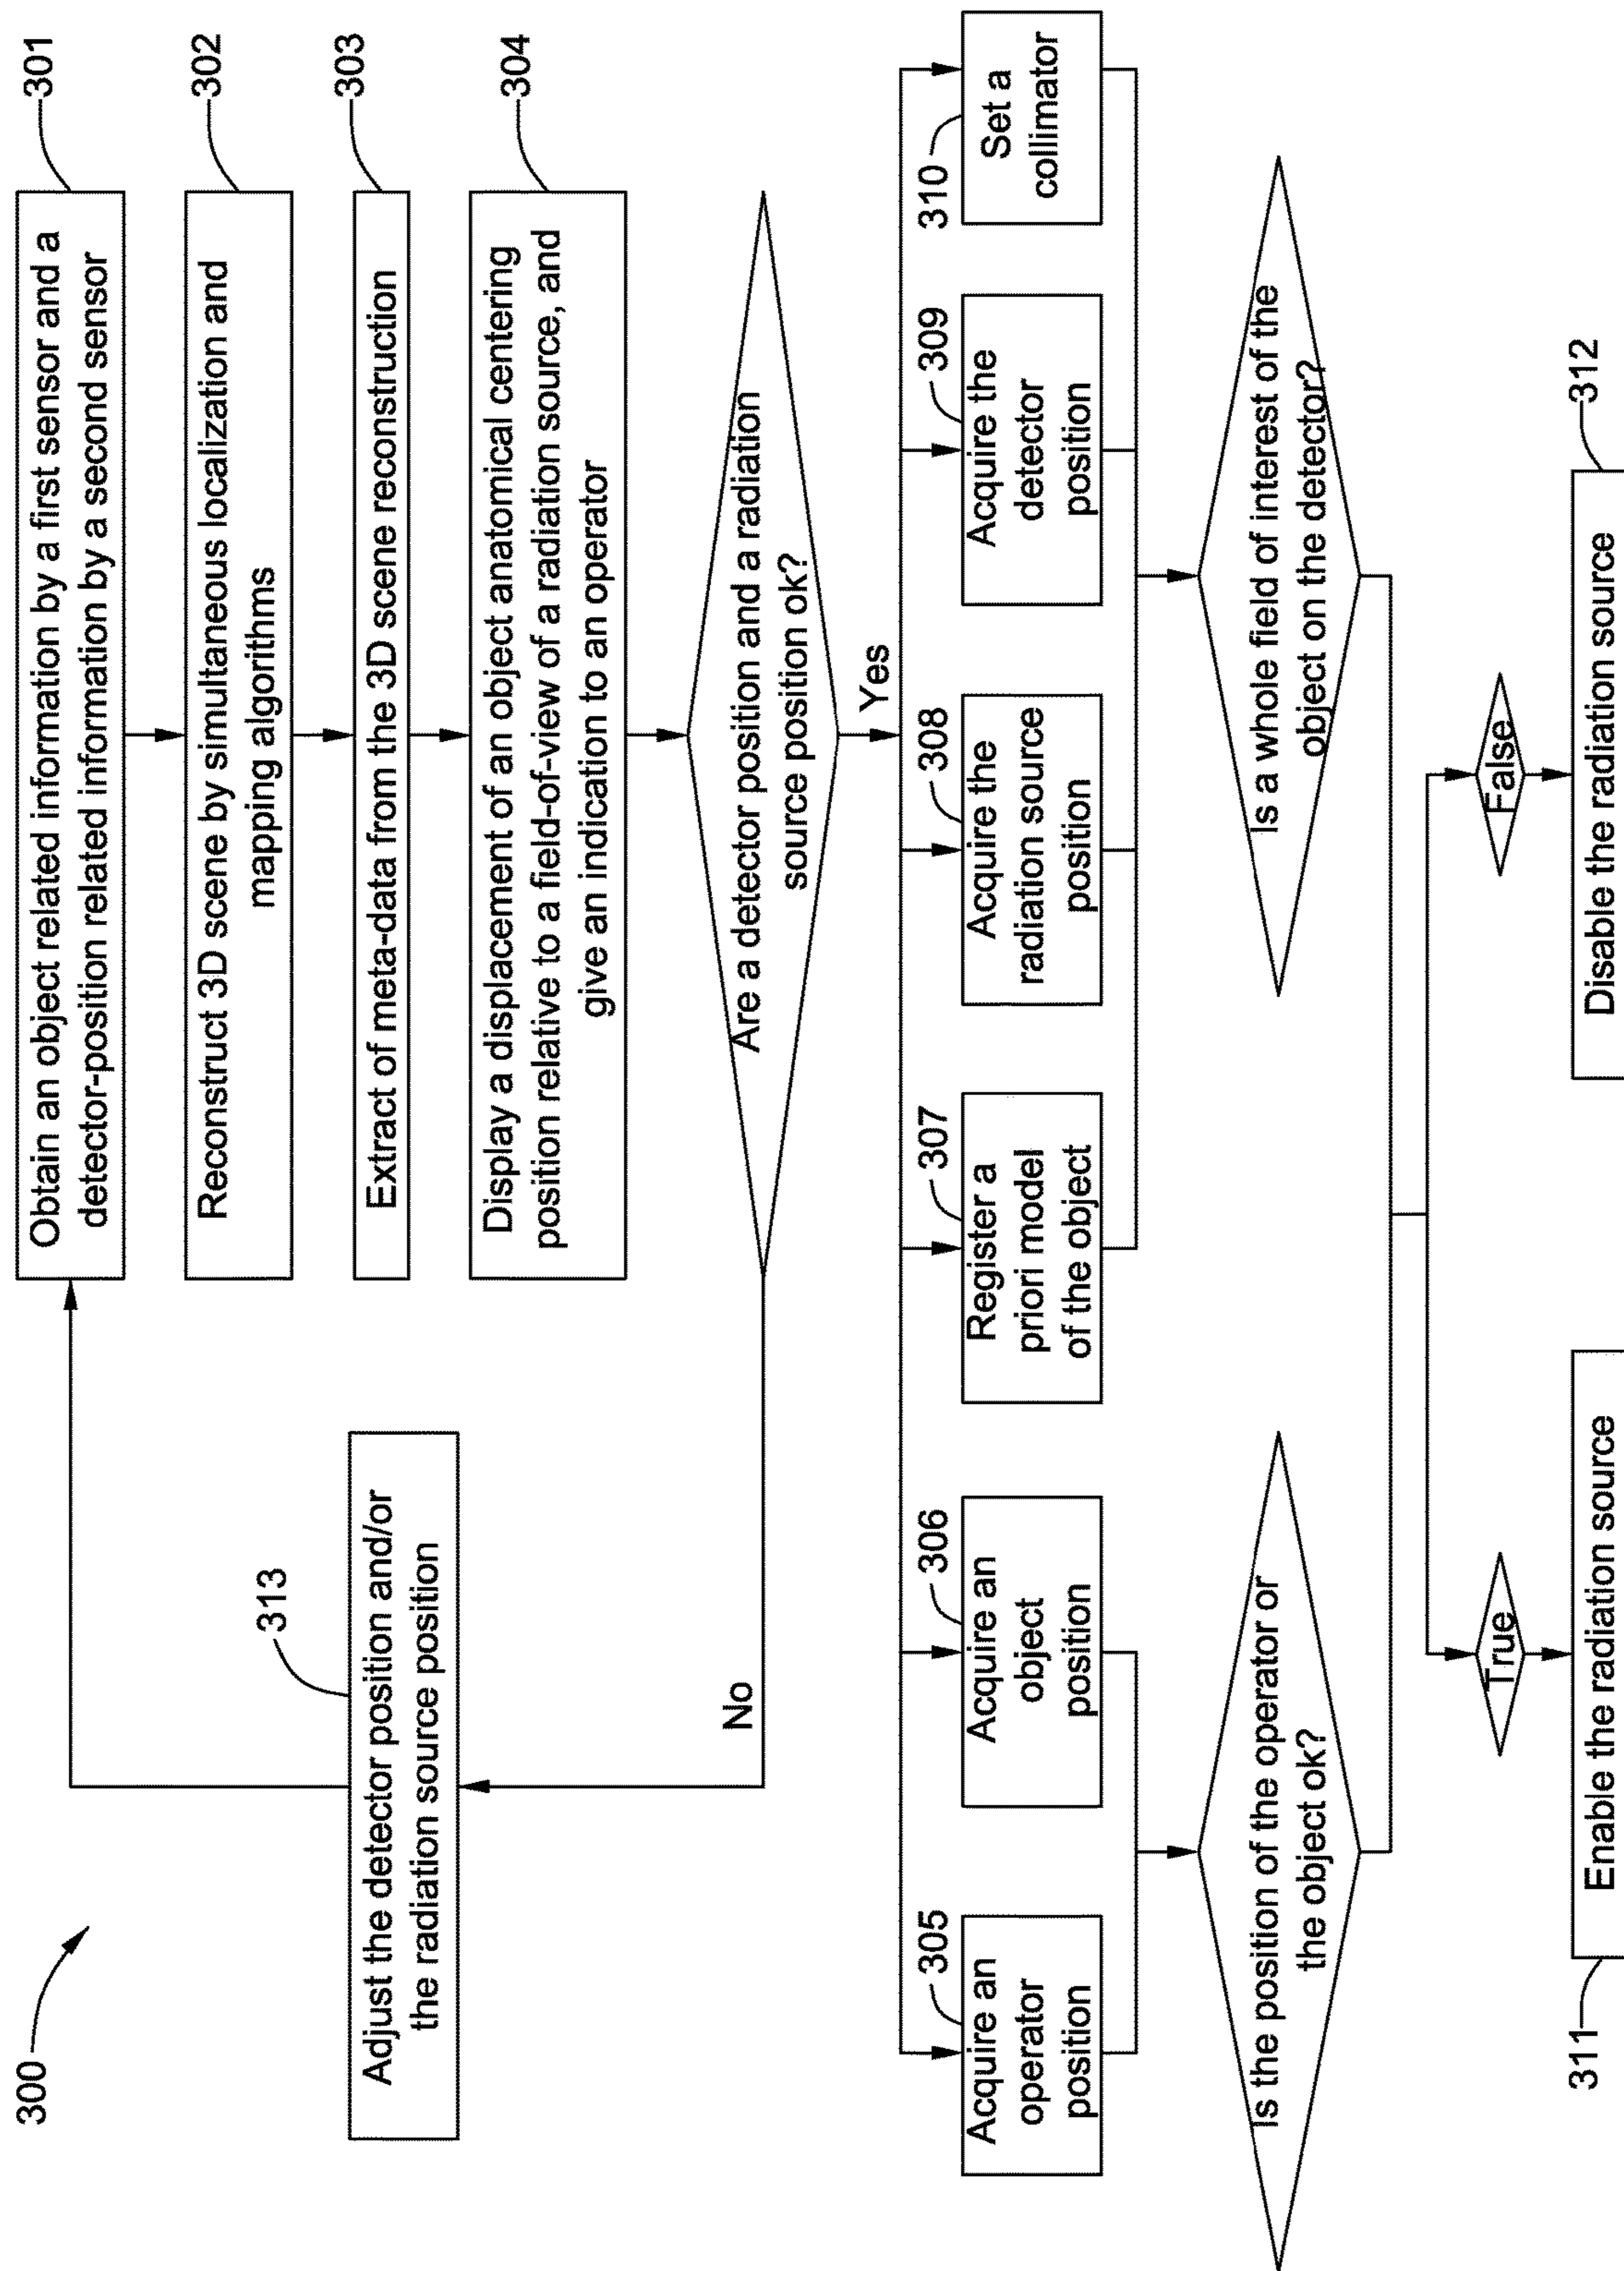 300
301
Obtain an object related information by a first sensor and a
detector-position related information by a second sensor
302
Reconstruct 3D scene by simultaneous localization and
mapping algorithms
303
Extract of meta-data from the 3D scene reconstruction
304
Display a displacement of an object anatomical centering
position relative to a field-of-view of a radiation source, and
give an indication to an operator
313
Adjust the detector position and/or
the radiation source position
No
Are a detector position and a radiation
source position ok?
Yes
305
Acquire an
operator
position
306
Acquire an
object
position
307
Register a
priori model
of the object
308
Acquire the
radiation source
position
309
Acquire the
detector
position
310
Set a
collimator
Is the position of the operator or
the object ok?
Is a whole field of interest of the
object on the detector?
True
False
311
Enable the radiation source
312
Disable the radiation source